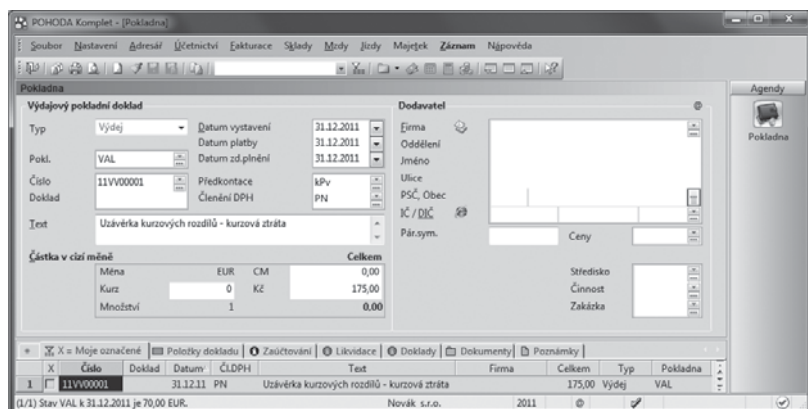 POHODA Komplet - [Pokladna]
Soubor Nastavení Adresář Účetnictví Fakturace Sklady Mzdy Jízdy Majetek Záznam Nápověda
Pokladna
Agendy
Pokladna
Výdajový pokladní doklad
Typ Výdej
Pokl. VAL
Číslo 11VV00001
Doklad
Datum vystavení 31.12.2011
Datum platby 31.12.2011
Datum zd.plnění 31.12.2011
Předkontace kPv
Členění DPH PN
Text Uzávěrka kurzových rozdílů - kurzová ztráta
Částka v cizí měně Celkem
Měna EUR CM 0,00
Kurz 0 Kč 175,00
Množství 1 0,00
Dodavatel @
Firma
Oddělení
Jméno
Ulice
PSČ, Obec
IČ / DIČ
Pár.sym. Ceny
Středisko
Činnost
Zakázka
X = Moje označené Položky dokladu Zaúčtování Likvidace Doklady Dokumenty Poznámky
X Číslo Doklad Datum Čl.DPH Text Firma Celkem Typ Pokladna
1 11VV00001 31.12.11 PN Uzávěrka kurzových rozdílů - kurzová ztráta 175,00 Výdej VAL
(1/1) Stav VAL k 31.12.2011 je 70,00 EUR. Novák s.r.o. 2011 @